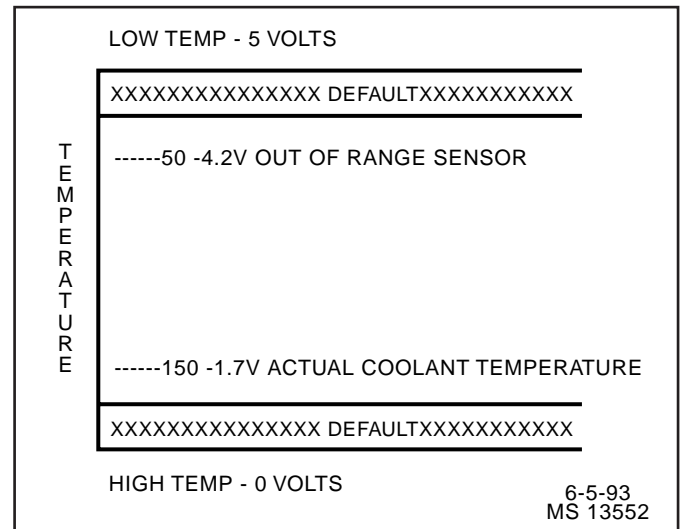 LOW TEMP - 5 VOLTS
XXXXXXXXXXXXXXX DEFAULTXXXXXXXXXXX
TEMPERATURE
------50 -4.2V OUT OF RANGE SENSOR
------150 -1.7V ACTUAL COOLANT TEMPERATURE
XXXXXXXXXXXXXXX DEFAULTXXXXXXXXXXX
HIGH TEMP - 0 VOLTS
6-5-93
MS 13552